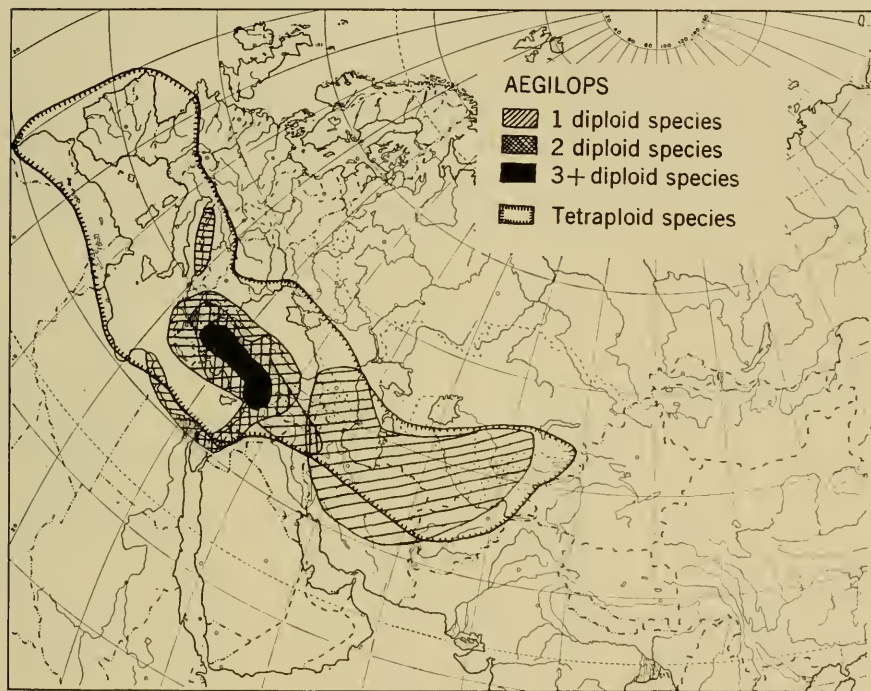 AEGILOPS
1 diploid species
2 diploid species
3+ diploid species
Tetraploid species